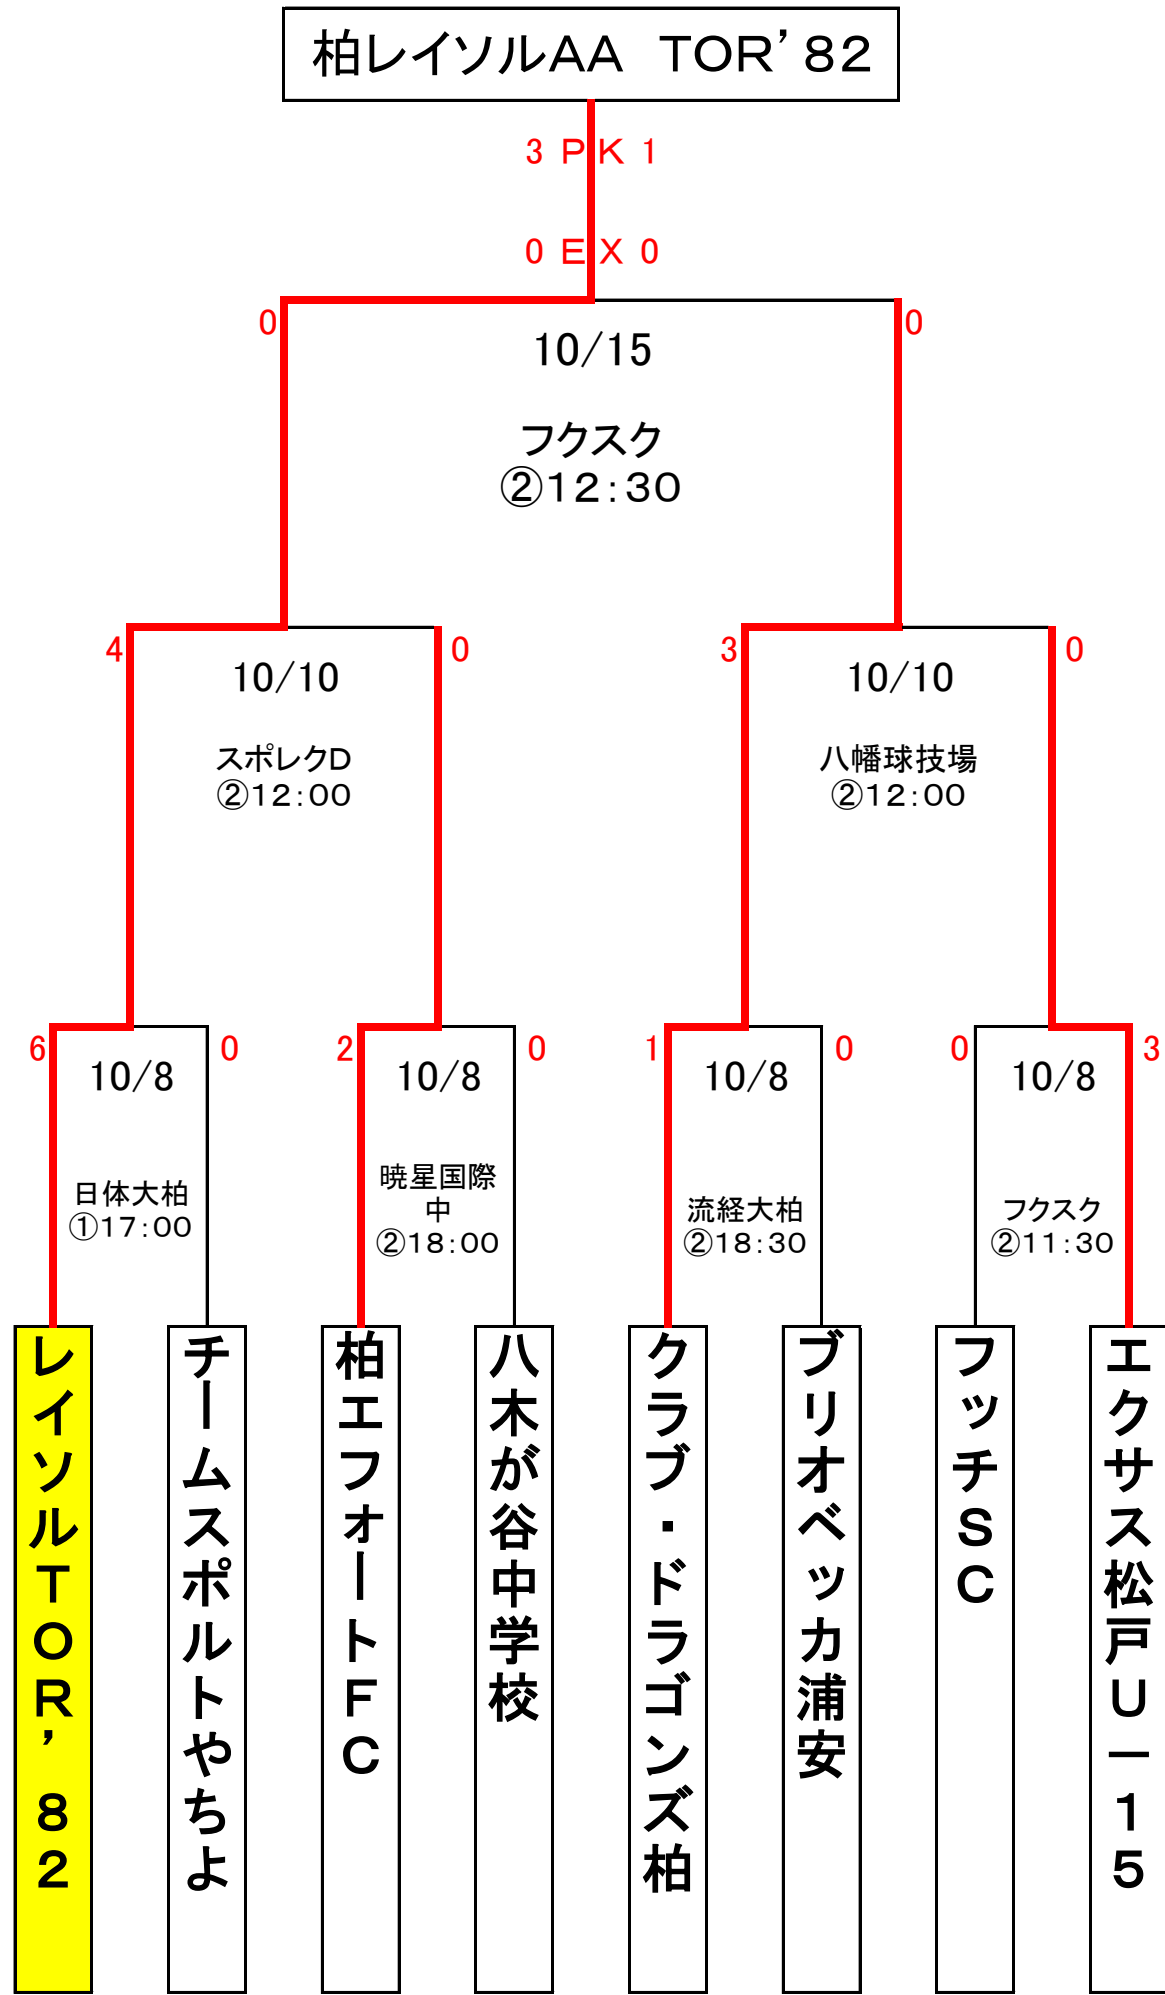 柏レイソルAA　TOR’82
3 PK 1
0 EX 0
0
0
10/15
フクスク
②12:30
4
0
3
0
10/10
10/10
スポレクD
②12:00
八幡球技場
②12:00
6
0
2
0
1
0
0
3
10/8
10/8
10/8
10/8
日体大柏
①17:00
暁星国際
中
②18:00
流経大柏
②18:30
フクスク
②11:30
レイソルTOR’82
チームスポルトやちよ
柏エフォートFC
八木が谷中学校
クラブ・ドラゴンズ柏
ブリオベッカ浦安
フッチSC
エクサス松戸U－15